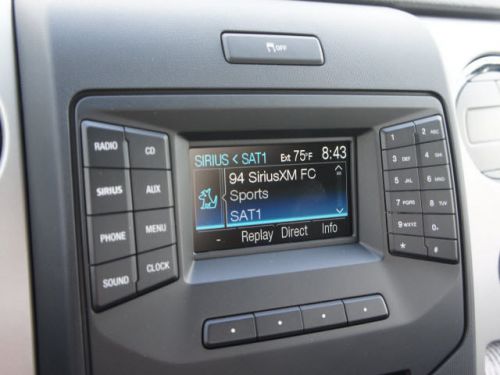 OFF
RADIO CD
SIRIUS AUX
PHONE MENU
SOUND CLOCK
SIRIUS < SAT1 Ext 75°F 8:43
94 SiriusXM FC
Sports
SAT1
- Replay Direct Info
1 2 ABC
3 DEF 4 GHI
5 JKL 6 MNO
7 PQRS 8 TUV
9 WXYZ 0
* #